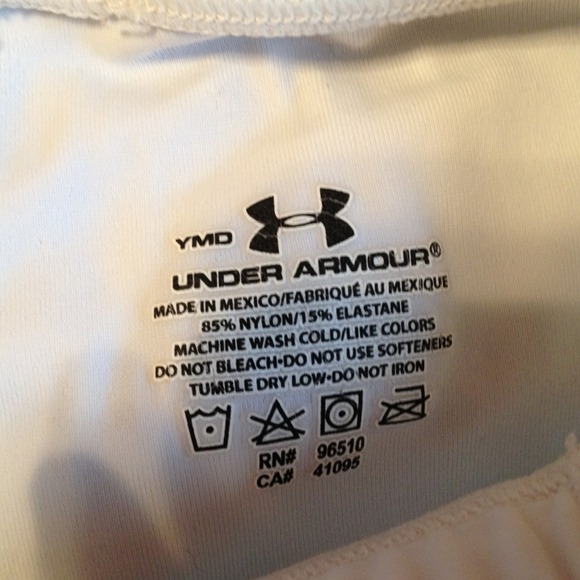 YMD
UNDER ARMOUR®
MADE IN MEXICO/FABRIQUÉ AU MEXIQUE
85% NYLON/15% ELASTANE
MACHINE WASH COLD/LIKE COLORS
DO NOT BLEACH•DO NOT USE SOFTENERS
TUMBLE DRY LOW•DO NOT IRON
RN# 96510
CA# 41095